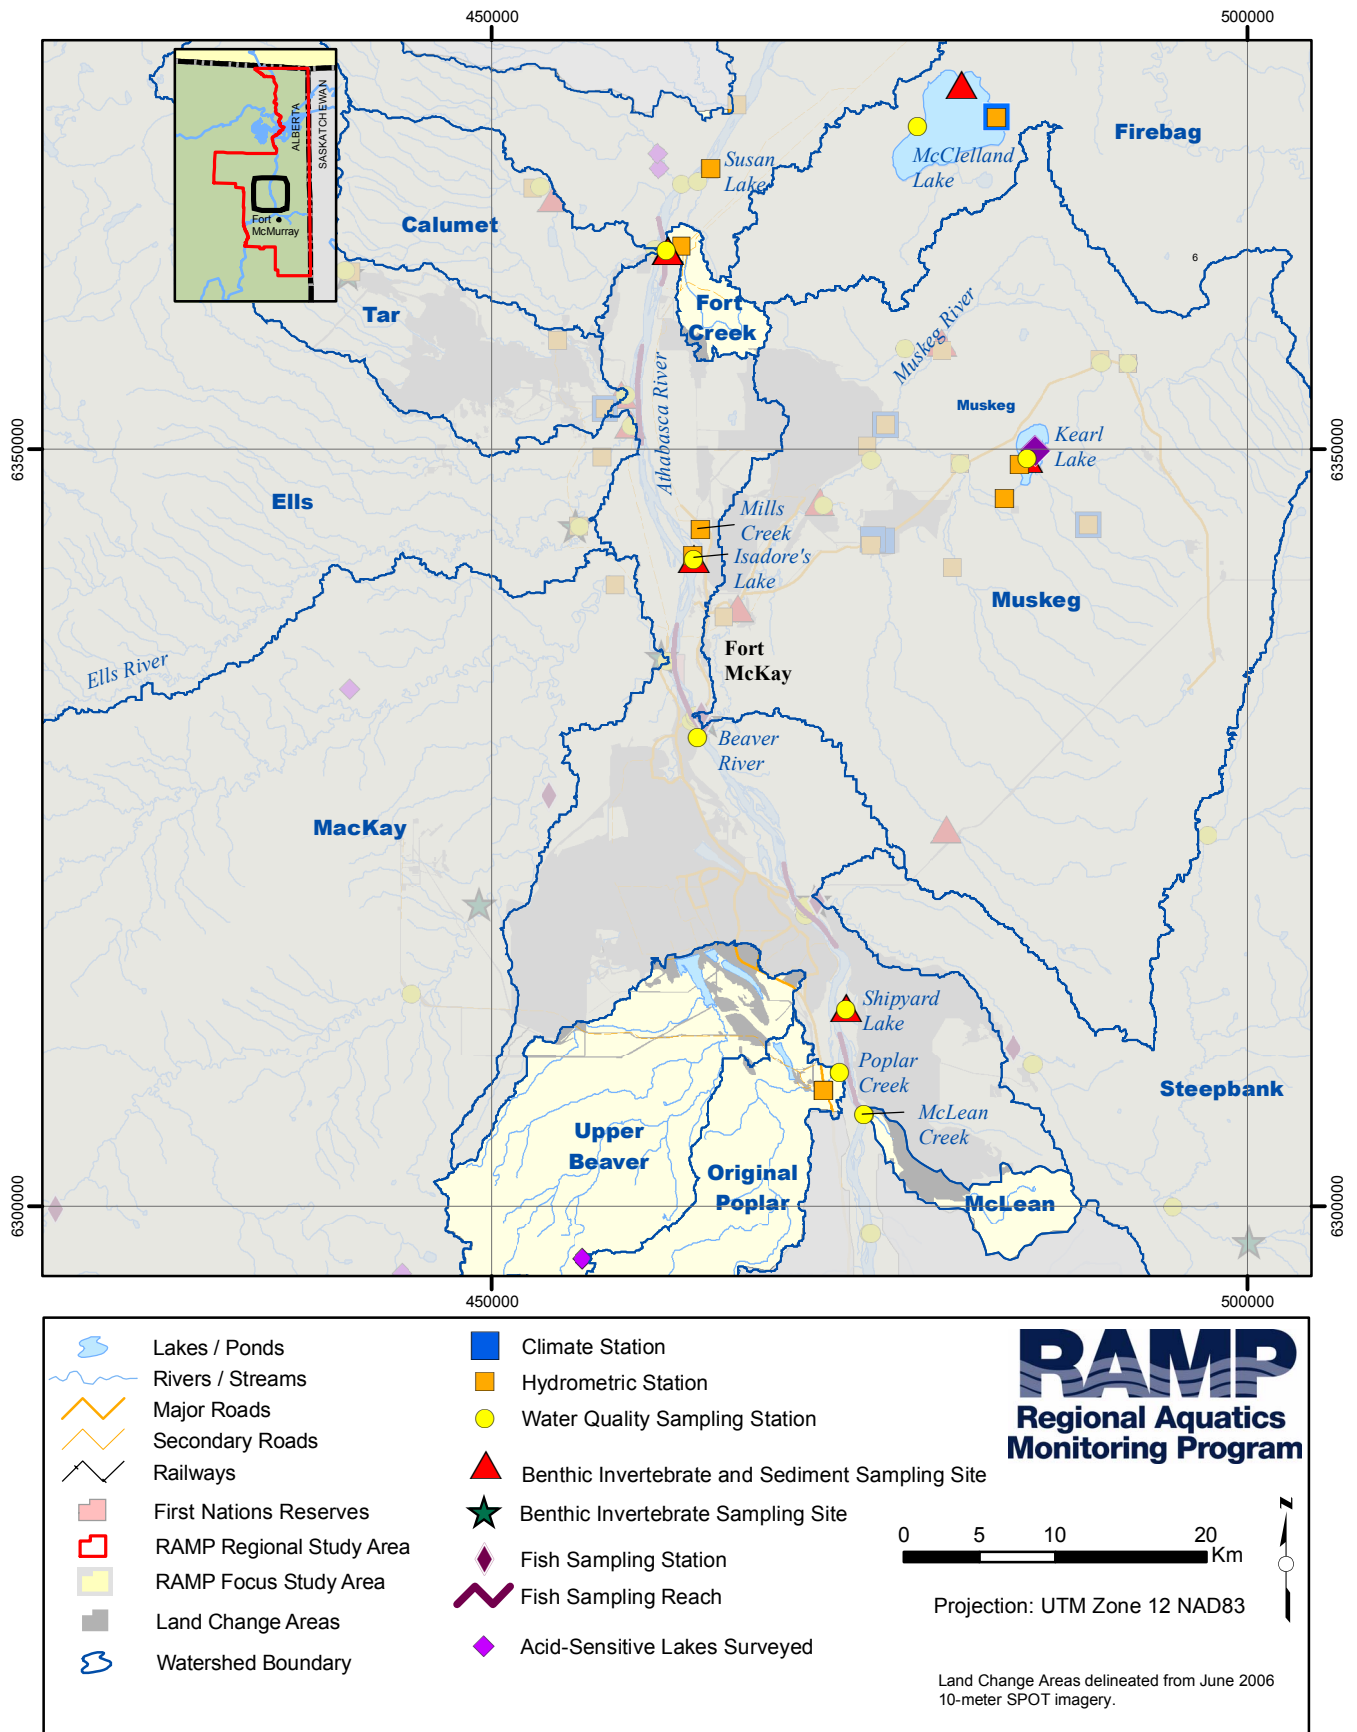 450000
500000
ALBERTA
SASKATCHEWAN
Fort
McMurray
Firebag
McClelland
Lake
Susan
Lake
Calumet
6
Tar
Fort
Creek
Muskeg River
Athabasca River
Muskeg
Kearl
Lake
6350000
6350000
Ells
Mills
Creek
Isadore's
Lake
Muskeg
Fort
McKay
Ells River
Beaver
River
MacKay
Shipyard
Lake
Poplar
Creek
Steepbank
McLean
Creek
Upper
Beaver
Original
Poplar
McLean
6300000
6300000
450000
500000
Lakes / Ponds
Rivers / Streams
Major Roads
Secondary Roads
Railways
First Nations Reserves
RAMP Regional Study Area
RAMP Focus Study Area
Land Change Areas
Watershed Boundary
Climate Station
Hydrometric Station
Water Quality Sampling Station
Benthic Invertebrate and Sediment Sampling Site
Benthic Invertebrate Sampling Site
Fish Sampling Station
Fish Sampling Reach
Acid-Sensitive Lakes Surveyed
RAMP
Regional Aquatics
Monitoring Program
z
0 5 10 20
Km
Projection: UTM Zone 12 NAD83
Land Change Areas delineated from June 2006
10-meter SPOT imagery.